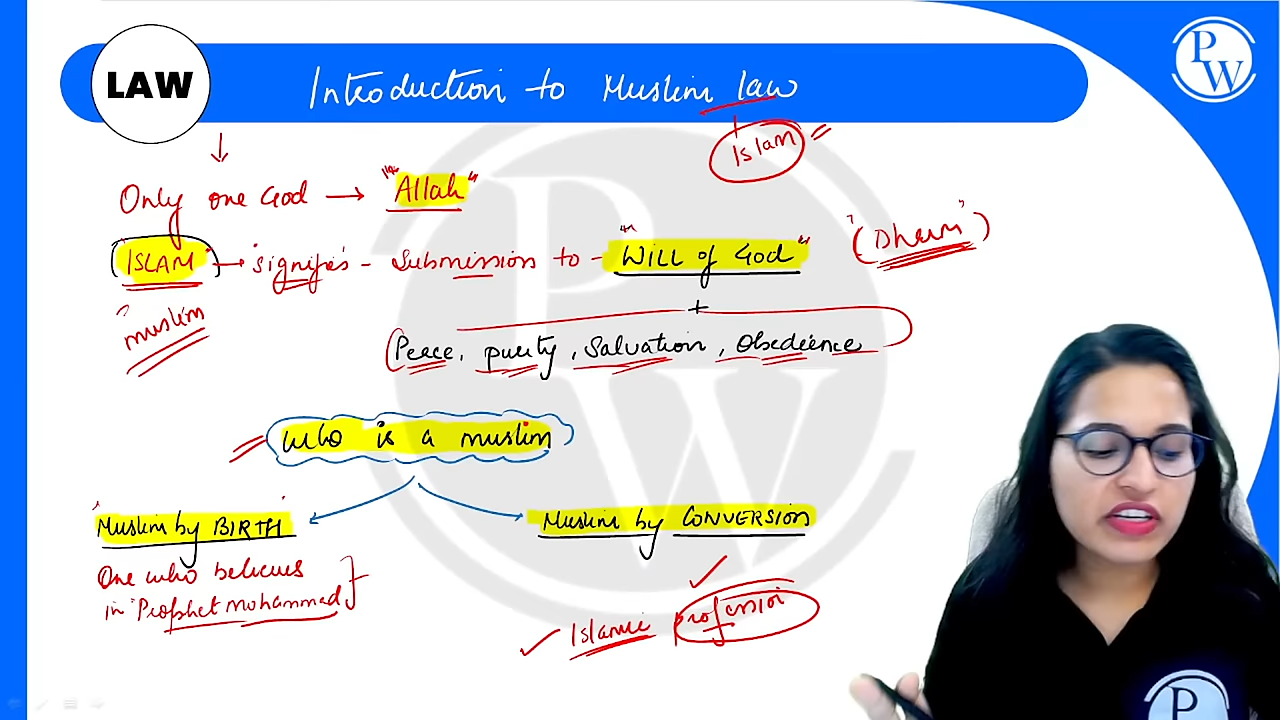 LAW
Introduction to Muslim law
PW
Islam
Only one God → "Allah"
"ISLAM" → signifies - Submission to - "WILL of God"
muslim
+
Peace, purity, Salvation, Obedience
who is a muslim
Muslim by BIRTH
Muslim by CONVERSION
One who believes
in "Prophet Mohammed
✓ Islamic profession
PW